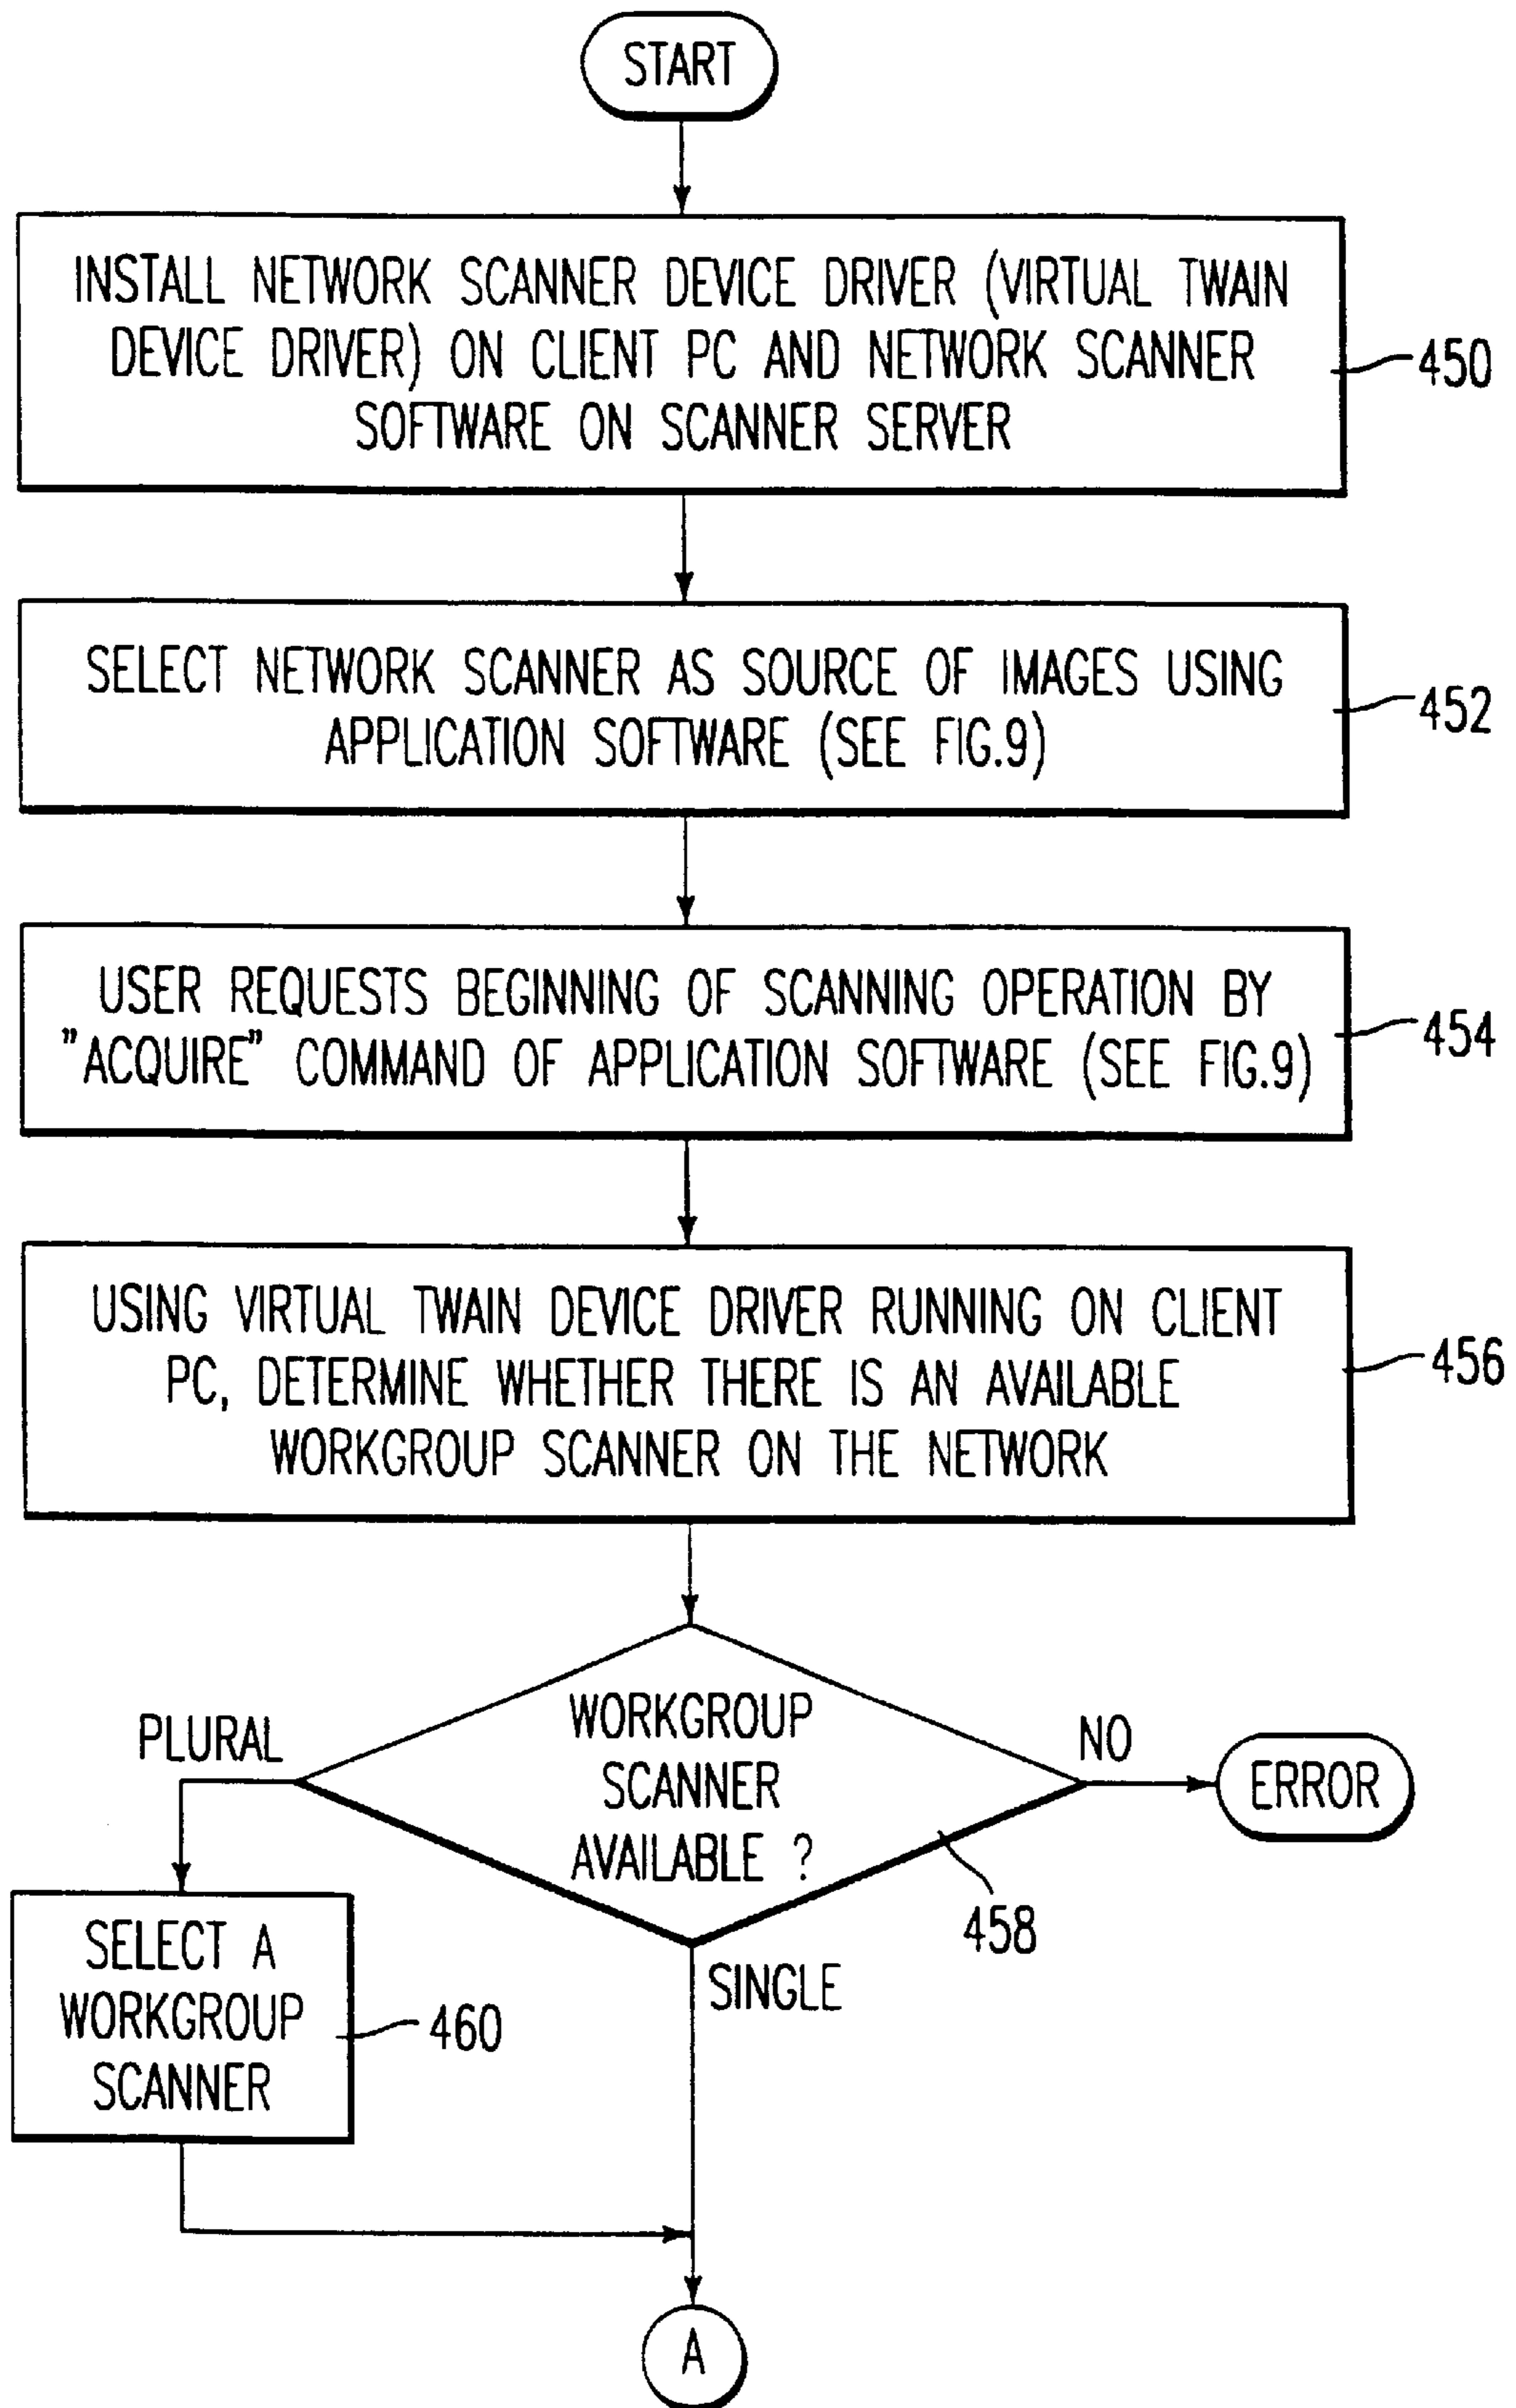 START
INSTALL NETWORK SCANNER DEVICE DRIVER (VIRTUAL TWAIN
DEVICE DRIVER) ON CLIENT PC AND NETWORK SCANNER
SOFTWARE ON SCANNER SERVER
450
SELECT NETWORK SCANNER AS SOURCE OF IMAGES USING
APPLICATION SOFTWARE (SEE FIG.9)
452
USER REQUESTS BEGINNING OF SCANNING OPERATION BY
"ACQUIRE" COMMAND OF APPLICATION SOFTWARE (SEE FIG.9)
454
USING VIRTUAL TWAIN DEVICE DRIVER RUNNING ON CLIENT
PC, DETERMINE WHETHER THERE IS AN AVAILABLE
WORKGROUP SCANNER ON THE NETWORK
456
WORKGROUP
SCANNER
AVAILABLE ?
458
PLURAL
NO
ERROR
SELECT A
WORKGROUP
SCANNER
460
SINGLE
A